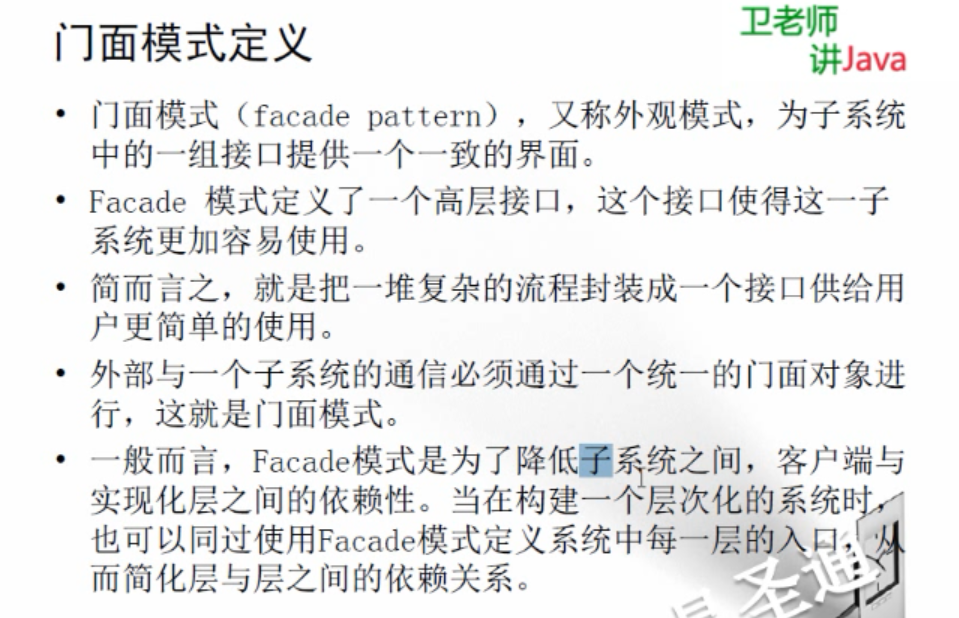 门面模式定义
卫老师
讲Java
• 门面模式（facade pattern），又称外观模式，为子系统
中的一组接口提供一个一致的界面。
• Facade 模式定义了一个高层接口，这个接口使得这一子
系统更加容易使用。
• 简而言之，就是把一堆复杂的流程封装成一个接口供给用
户更简单的使用。
• 外部与一个子系统的通信必须通过一个统一的门面对象进
行，这就是门面模式。
• 一般而言，Facade模式是为了降低子系统之间，客户端与
实现化层之间的依赖性。当在构建一个层次化的系统时，
也可以同过使用Facade模式定义系统中每一层的入口，从
而简化层与层之间的依赖关系。
圣通